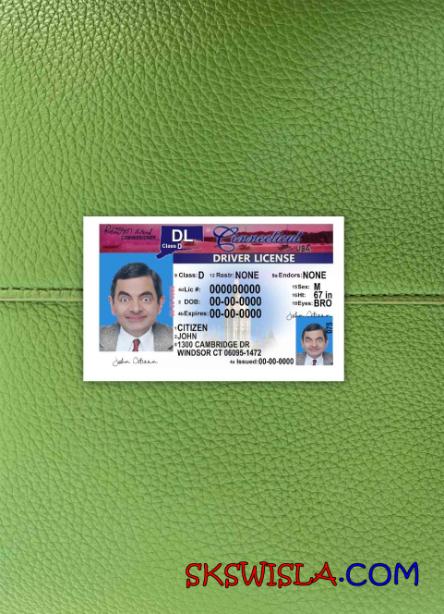 DL
Class D
Connecticut
USA
COMMISSIONER
DRIVER LICENSE
9 Class: D 12 Restr: NONE 9a Endors: NONE
4d Lic #: 000000000 15 Sex: M
3 DOB: 00-00-0000 16 Ht: 67 in
4b Expires: 00-00-0000 18 Eyes: BRO
1 CITIZEN
2 JOHN
8 1300 CAMBRIDGE DR
WINDSOR CT 06095-1472
4a Issued: 00-00-0000
John Citizen
John Citizen
SKSWISLA.COM